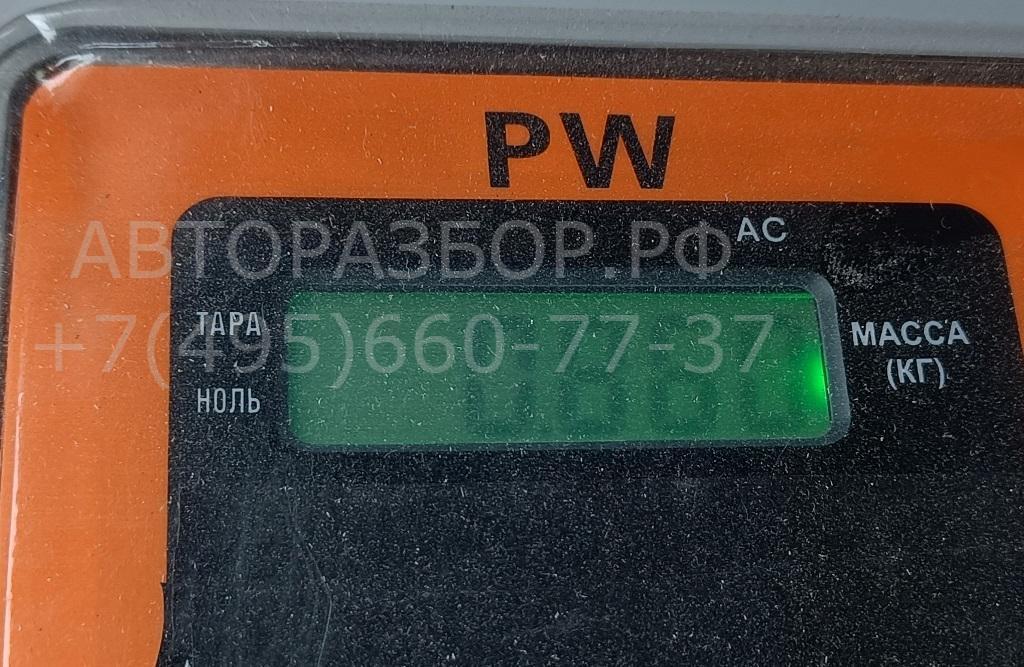 PW
АВТОРАЗБОР.РФ
AC
ТАРА
+7(495)660-77-37
МАССА
(КГ)
НОЛЬ